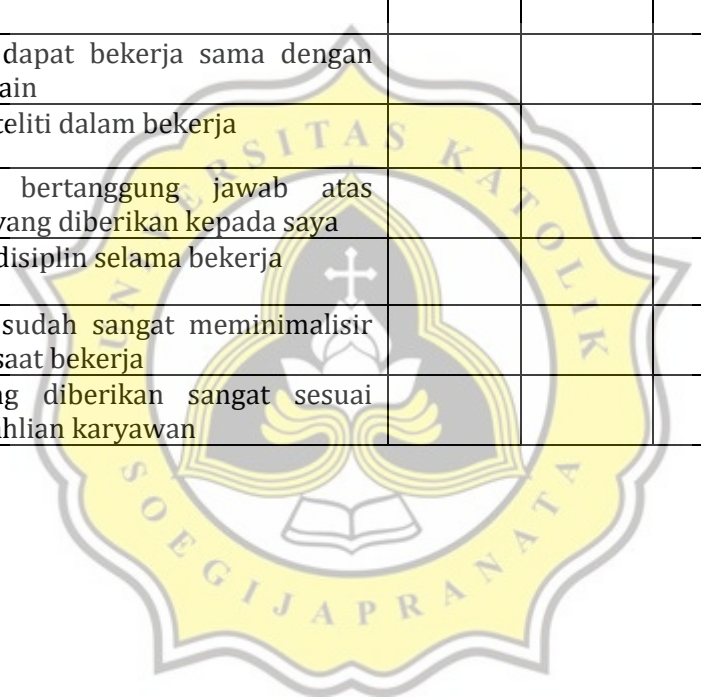 dapat bekerja sama dengan
ain
teliti dalam bekerja
bertanggung jawab atas
yang diberikan kepada saya
disiplin selama bekerja
sudah sangat meminimalisir
saat bekerja
ng diberikan sangat sesuai
ahlian karyawan
UNIVERSITAS KATOLIK
SOEGIJAPRANATA